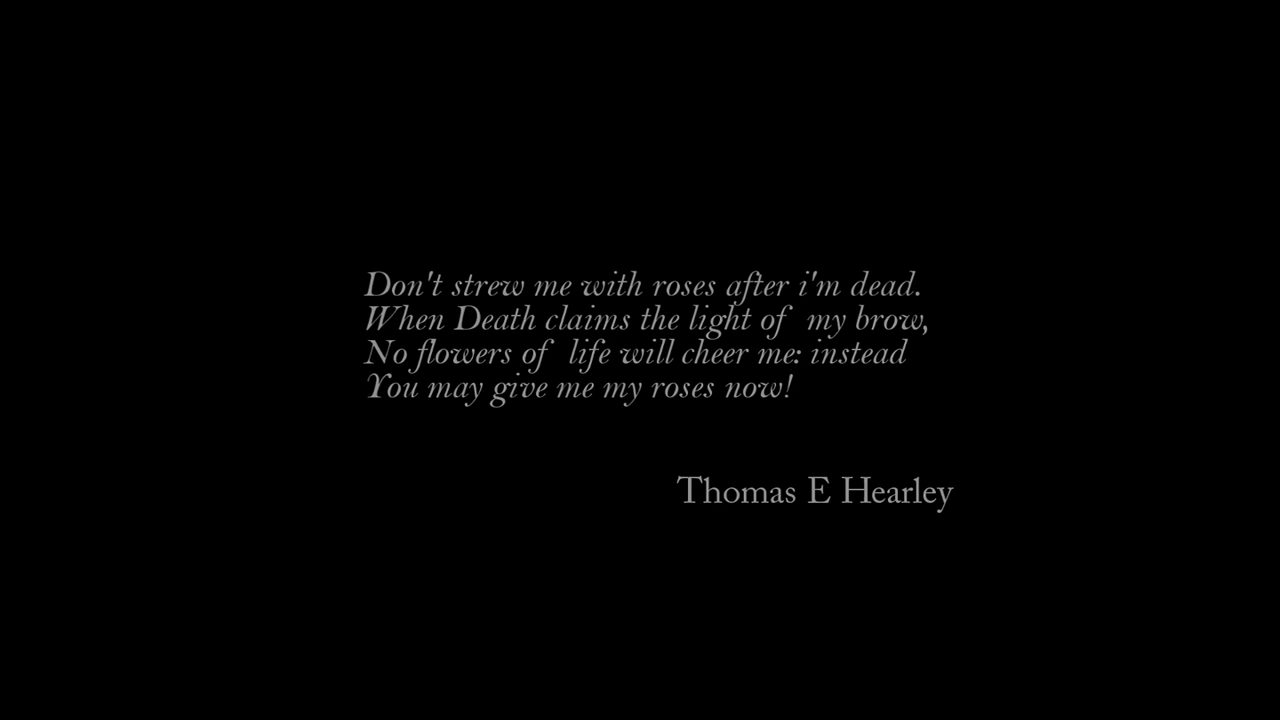 Don't strew me with roses after i'm dead.
When Death claims the light of my brow,
No flowers of life will cheer me: instead
You may give me my roses now!
Thomas E Hearley